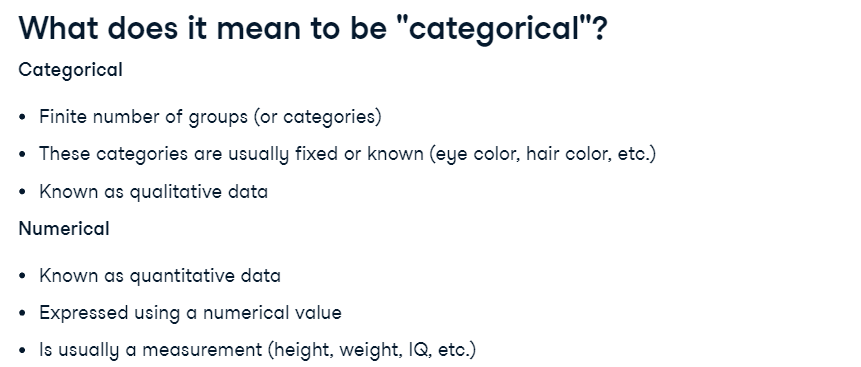 What does it mean to be "categorical"?
Categorical
• Finite number of groups (or categories)
• These categories are usually fixed or known (eye color, hair color, etc.)
• Known as qualitative data
Numerical
• Known as quantitative data
• Expressed using a numerical value
• Is usually a measurement (height, weight, IQ, etc.)